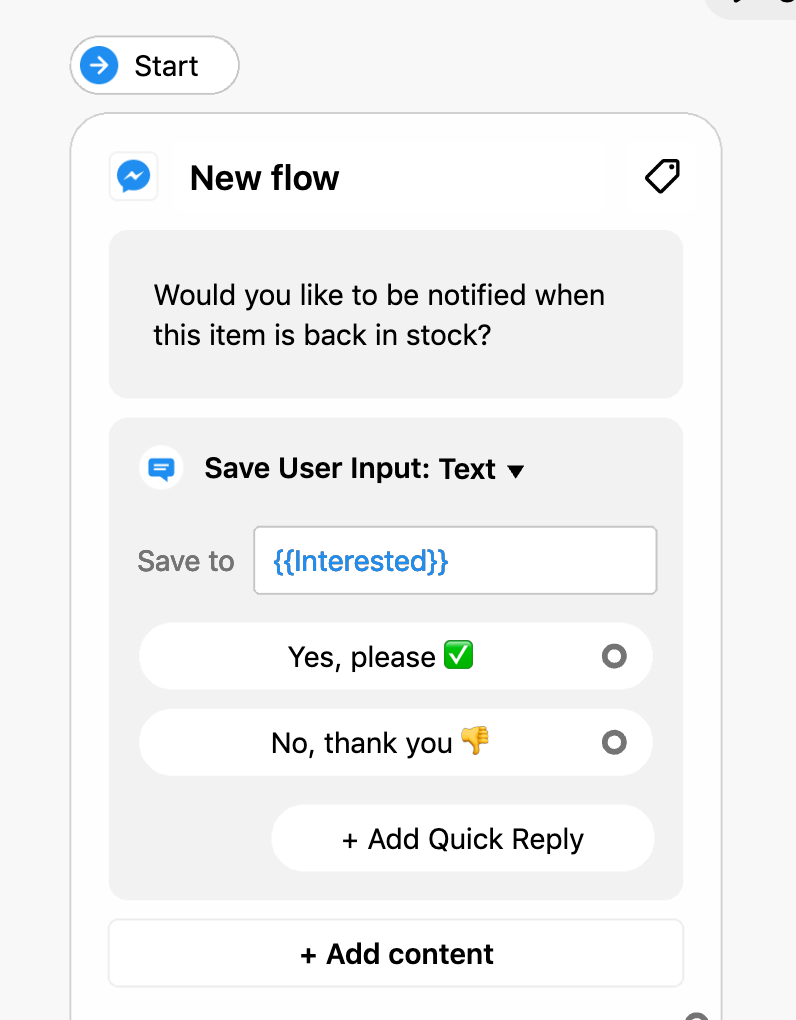 Start
New flow
Would you like to be notified when
this item is back in stock?
Save User Input: Text ▼
Save to {{Interested}}
Yes, please ✅
No, thank you 👎
+ Add Quick Reply
+ Add content